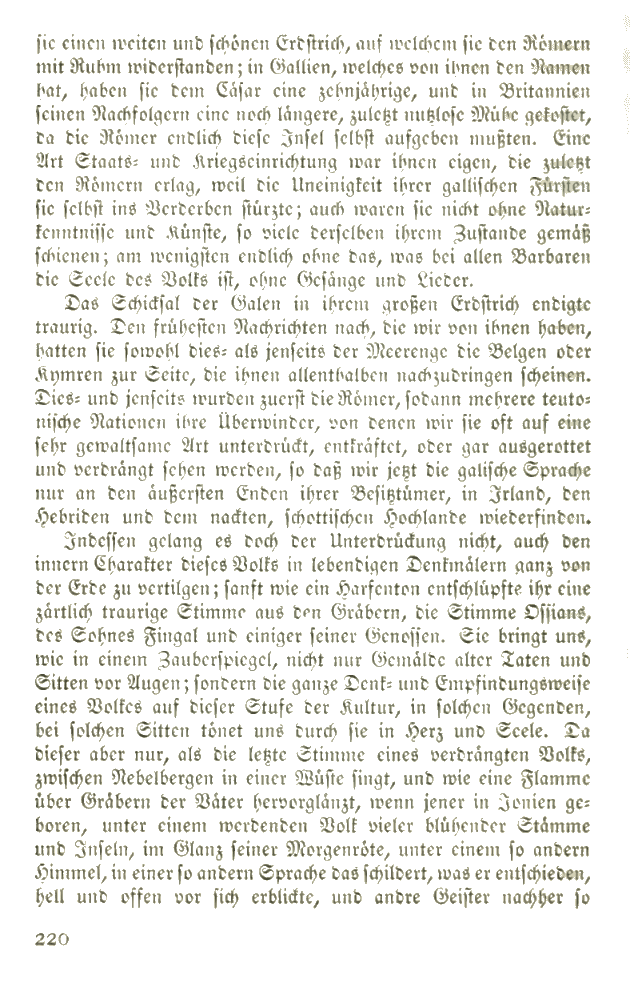 sie einen weiten und schönen Erdstrich, auf welchem sie den Römern
mit Ruhm widerstanden; in Gallien, welches von ihnen den Namen
hat, haben sie dem Cäsar eine zehnjährige, und in Britannien
seinen Nachfolgern eine noch längere, zuletzt nutzlose Mühe gekostet,
da die Römer endlich diese Insel selbst aufgeben mußten. Eine
Art Staats- und Kriegseinrichtung war ihnen eigen, die zuletzt
den Römern erlag, weil die Uneinigkeit ihrer gallischen Fürsten
sie selbst ins Verderben stürzte; auch waren sie nicht ohne Natur-
kenntnisse und Künste, so viele derselben ihrem Zustande gemäß
schienen; am wenigsten endlich ohne das, was bei allen Barbaren
die Seele des Volks ist, ohne Gesänge und Lieder.
Das Schicksal der Galen in ihrem großen Erdstrich endigte
traurig. Den frühesten Nachrichten nach, die wir von ihnen haben,
hatten sie sowohl dies- als jenseits der Meerenge die Belgen oder
Kymren zur Seite, die ihnen allenthalben nachzudringen scheinen.
Dies- und jenseits wurden zuerst die Römer, sodann mehrere teuto-
nische Nationen ihre Überwinder, von denen wir sie oft auf eine
sehr gewaltsame Art unterdrückt, entkräftet, oder gar ausgerottet
und verdrängt sehen werden, so daß wir jetzt die galische Sprache
nur an den äußersten Enden ihrer Besitztümer, in Irland, den
Hebriden und dem nackten, schottischen Hochlande wiederfinden.
Indessen gelang es doch der Unterdrückung nicht, auch den
innern Charakter dieses Volks in lebendigen Denkmälern ganz von
der Erde zu vertilgen; sanft wie ein Harfenton entschlüpfte ihr eine
zärtlich traurige Stimme aus den Gräbern, die Stimme Ossians,
des Sohnes Fingal und einiger seiner Genossen. Sie bringt uns,
wie in einem Zauberspiegel, nicht nur Gemälde alter Taten und
Sitten vor Augen; sondern die ganze Denk- und Empfindungsweise
eines Volkes auf dieser Stufe der Kultur, in solchen Gegenden,
bei solchen Sitten tönet uns durch sie in Herz und Seele. Da
dieser aber nur, als die letzte Stimme eines verdrängten Volks,
zwischen Nebelbergen in einer Wüste singt, und wie eine Flamme
über Gräbern der Väter hervorglänzt, wenn jener in Jonien ge-
boren, unter einem werdenden Volk vieler blühender Stämme
und Inseln, im Glanz seiner Morgenröte, unter einem so andern
Himmel, in einer so andern Sprache das schildert, was er entschieden,
hell und offen vor sich erblickte, und andre Geister nachher so
220